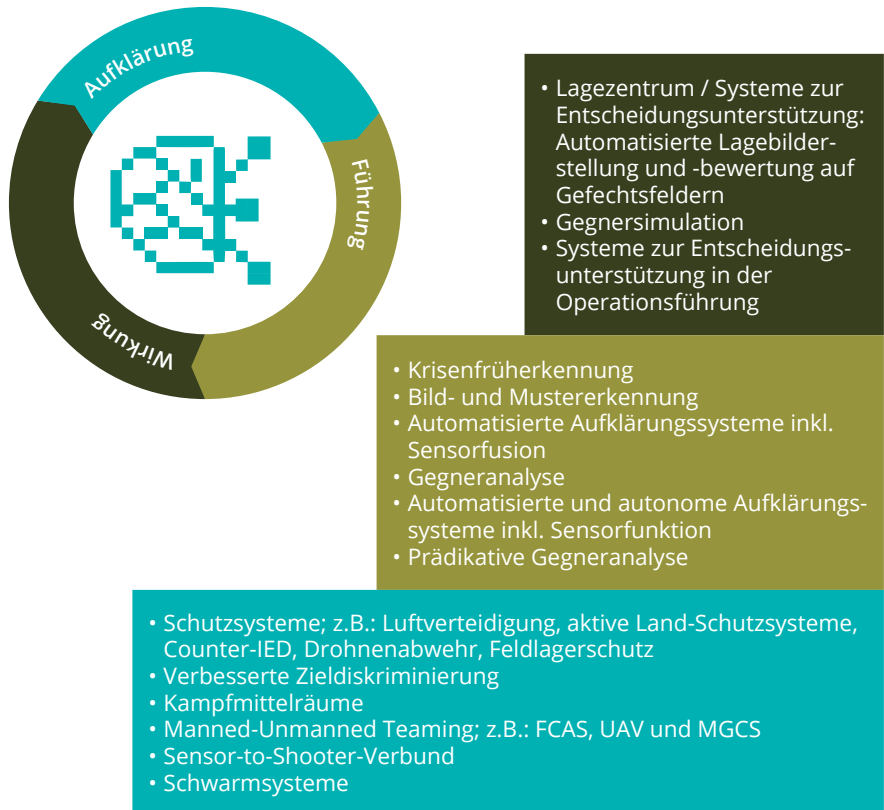 Aufklärung
Führung
Wirkung
• Lagezentrum / Systeme zur
Entscheidungsunterstützung:
Automatisierte Lagebilder-
stellung und -bewertung auf
Gefechtsfeldern
• Gegnersimulation
• Systeme zur Entscheidungs-
unterstützung in der
Operationsführung
• Krisenfrüherkennung
• Bild- und Mustererkennung
• Automatisierte Aufklärungssysteme inkl.
Sensorfusion
• Gegneranalyse
• Automatisierte und autonome Aufklärungs-
systeme inkl. Sensorfunktion
• Prädikative Gegneranalyse
• Schutzsysteme; z.B.: Luftverteidigung, aktive Land-Schutzsysteme,
Counter-IED, Drohnenabwehr, Feldlagerschutz
• Verbesserte Zieldiskriminierung
• Kampfmittelräume
• Manned-Unmanned Teaming; z.B.: FCAS, UAV und MGCS
• Sensor-to-Shooter-Verbund
• Schwarmsysteme